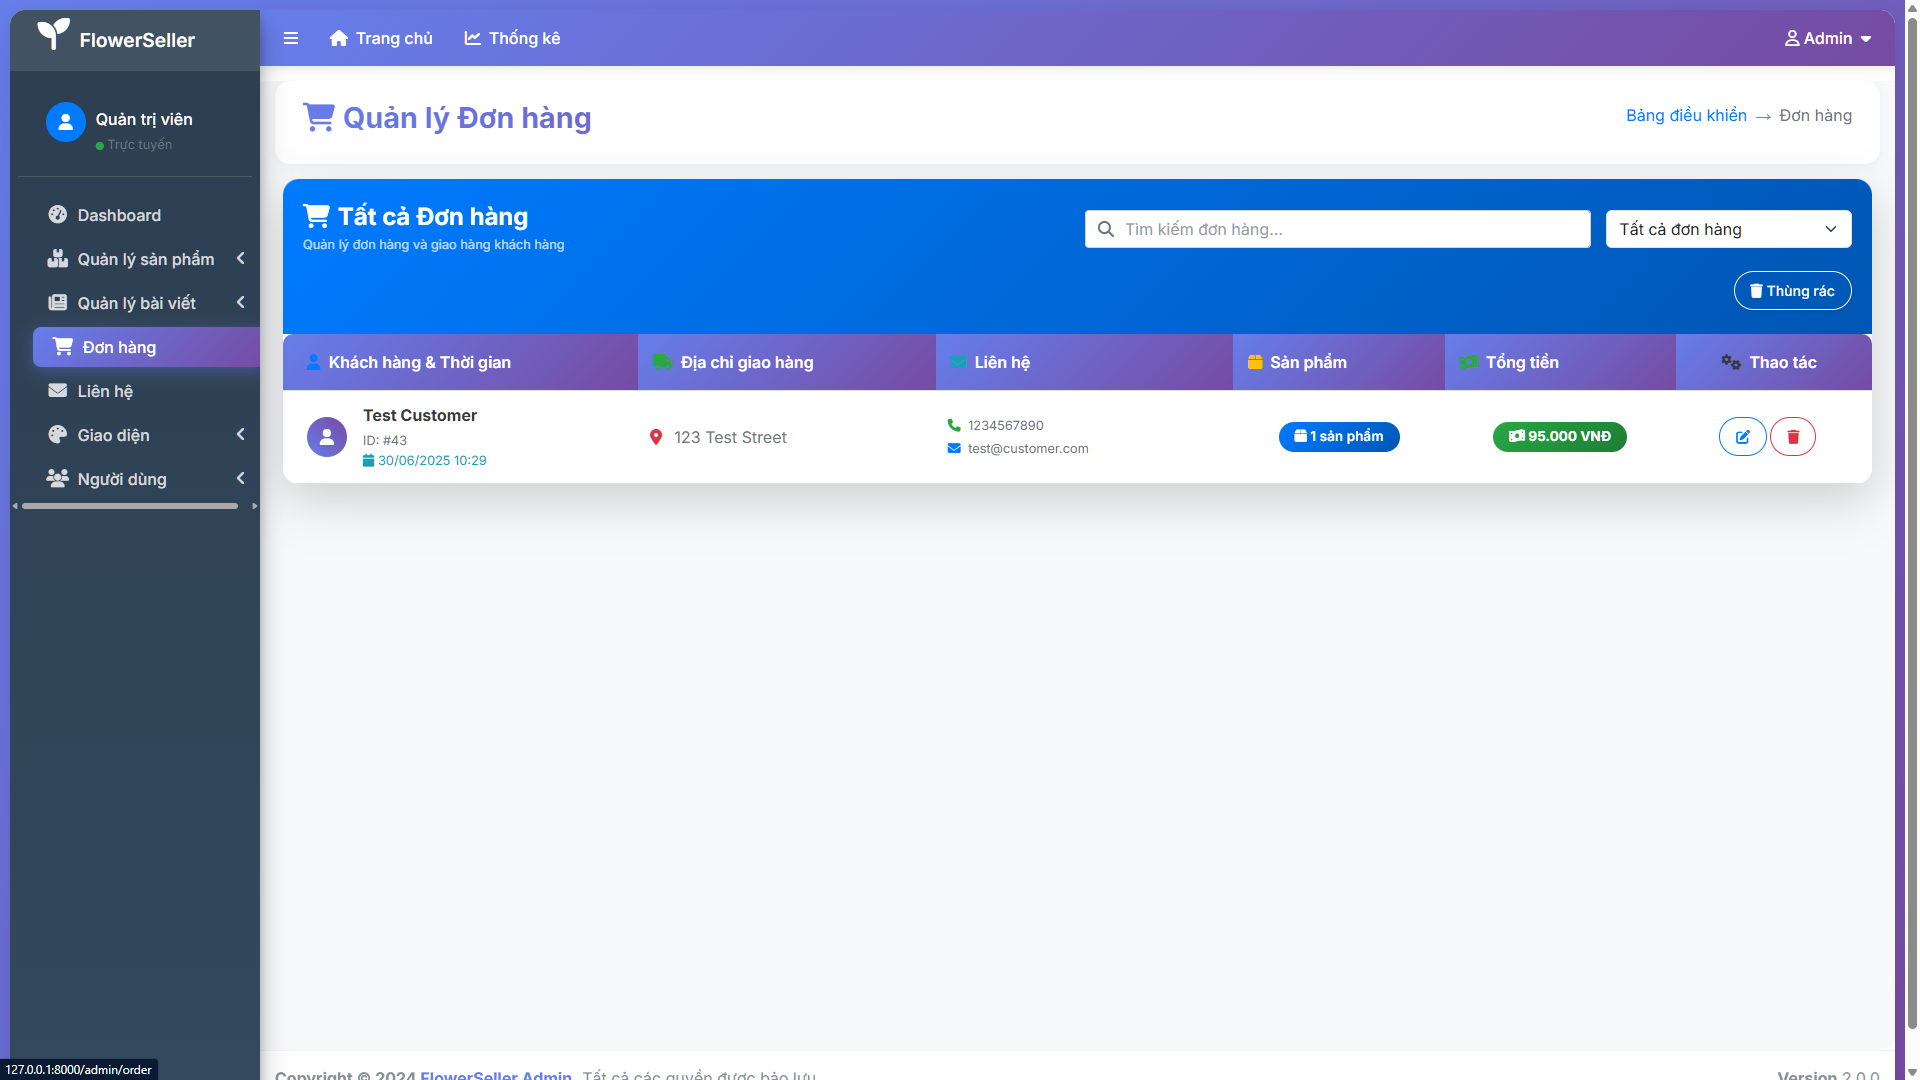 FlowerSeller
Trang chủ
Thống kê
Admin
Quản trị viên
Trực tuyến
Dashboard
Quản lý sản phẩm
Quản lý bài viết
Đơn hàng
Liên hệ
Giao diện
Người dùng
Quản lý Đơn hàng
Bảng điều khiển → Đơn hàng
Tất cả Đơn hàng
Quản lý đơn hàng và giao hàng khách hàng
Tìm kiếm đơn hàng...
Tất cả đơn hàng
Thùng rác
Khách hàng & Thời gian
Địa chỉ giao hàng
Liên hệ
Sản phẩm
Tổng tiền
Thao tác
Test Customer
ID: #43
30/06/2025 10:29
123 Test Street
1234567890
test@customer.com
1 sản phẩm
95.000 VNĐ
Copyright © 2024 FlowerSeller Admin. Tất cả các quyền được bảo lưu
Version 2.0.0
127.0.0.1:8000/admin/order